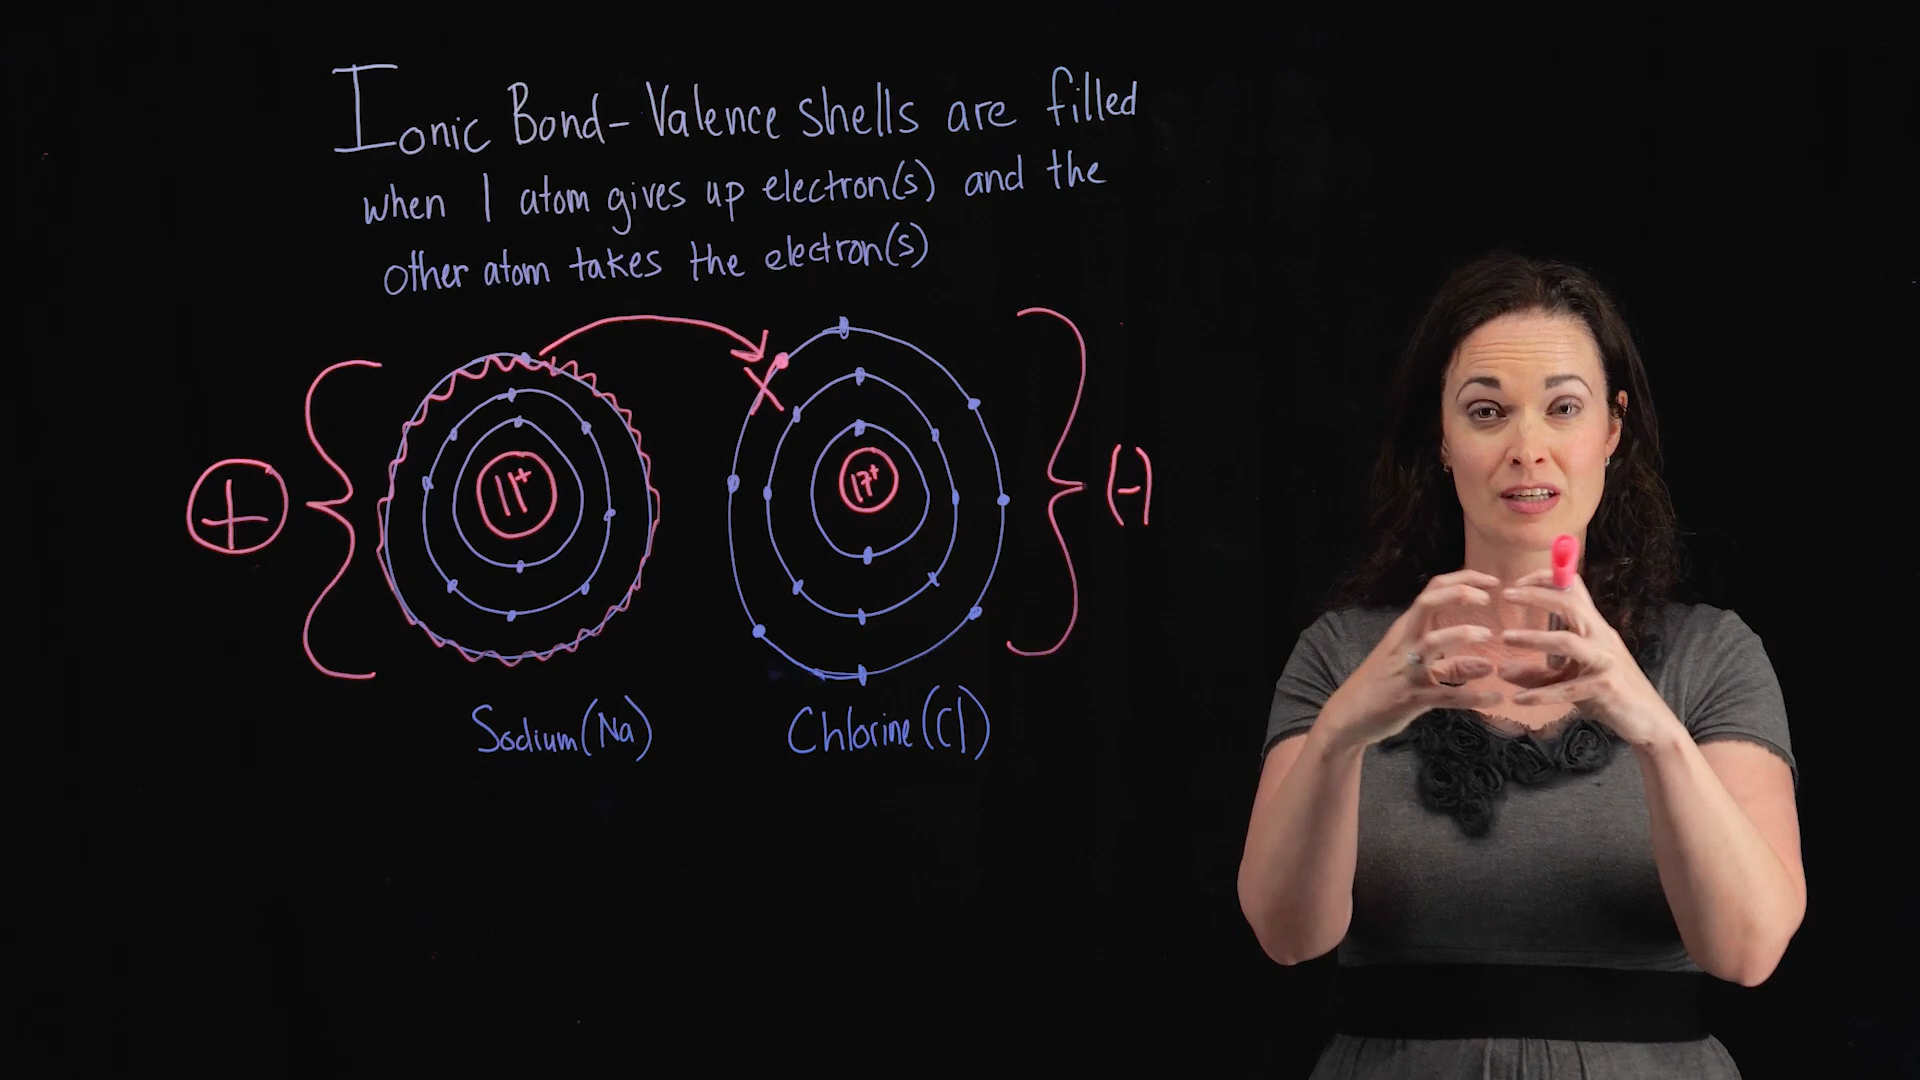 Ionic Bond - Valence shells are filled
when 1 atom gives up electron(s) and the
other atom takes the electron(s)
X
+
11+
17+
(-)
Sodium (Na)
Chlorine (Cl)